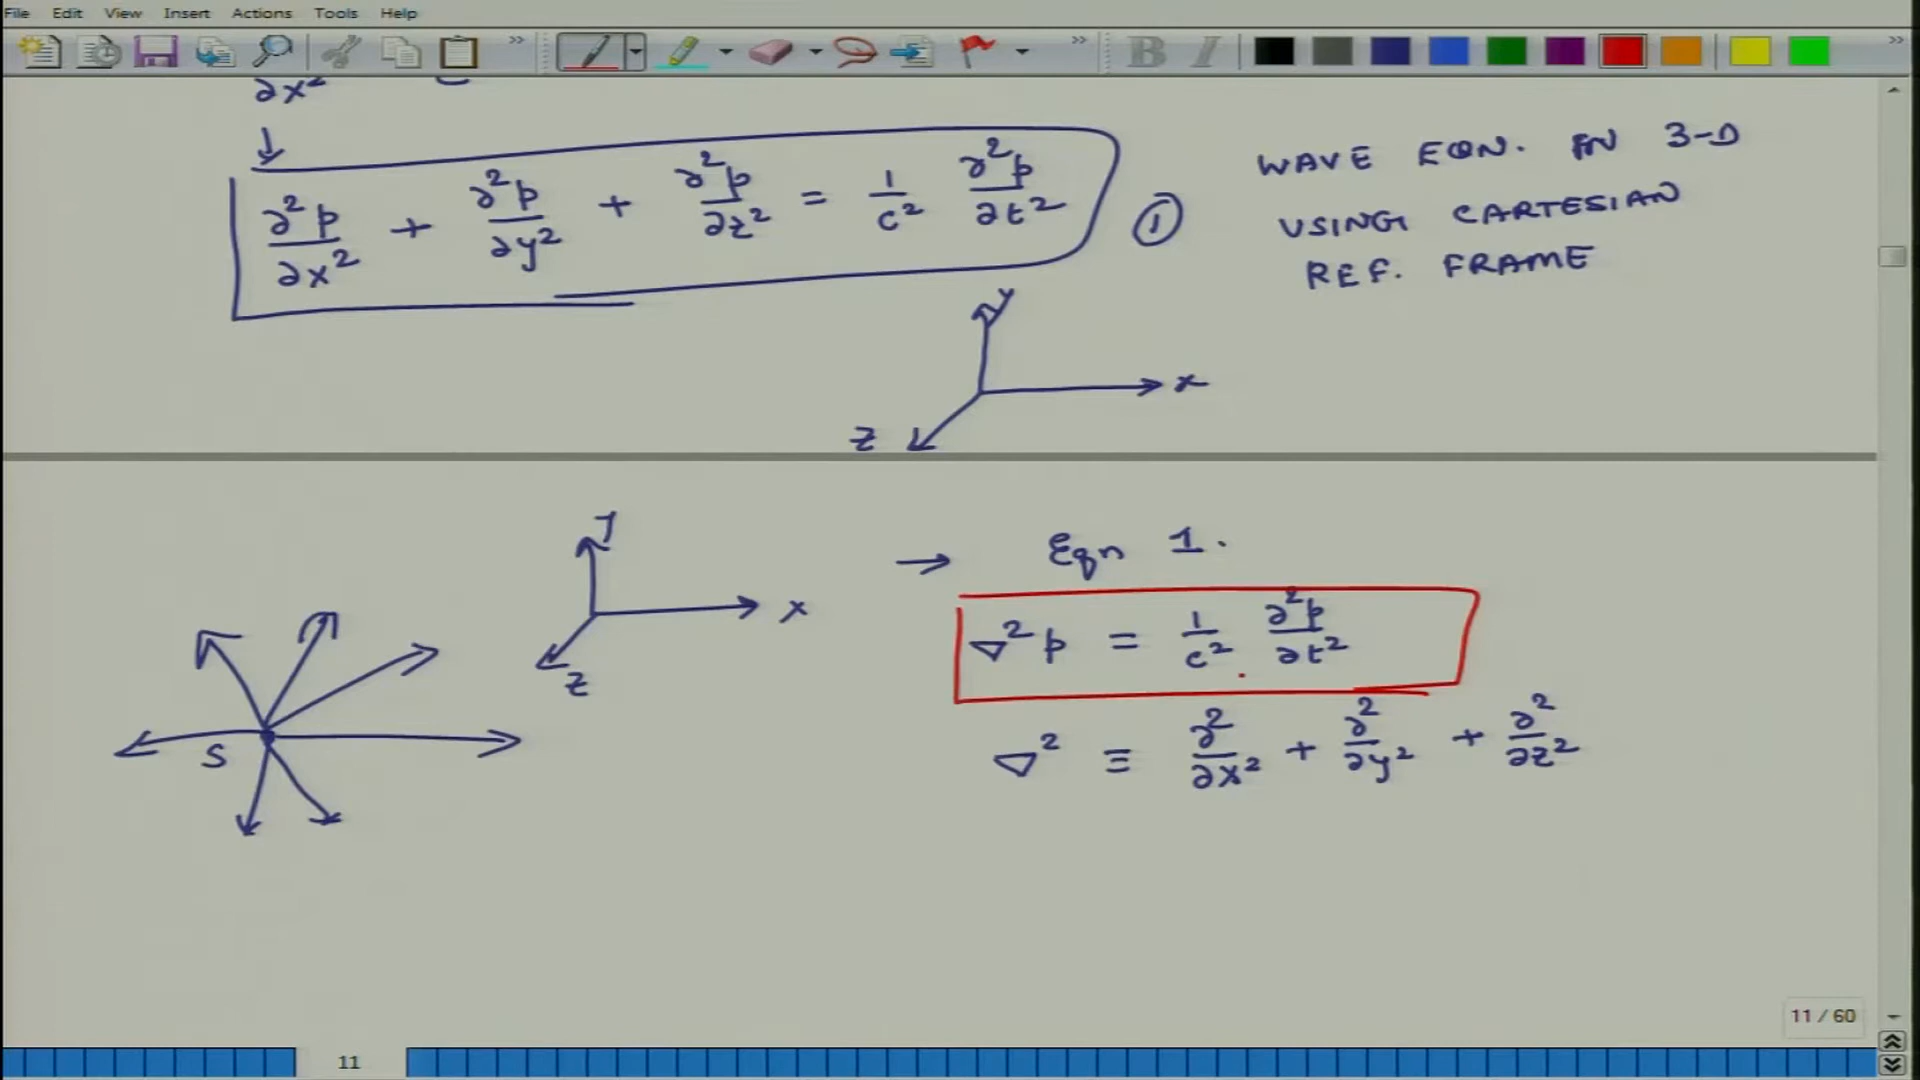 File Edit View Insert Actions Tools Help
B I
∂x²
∂²p/∂x² + ∂²p/∂y² + ∂²p/∂z² = 1/c² ∂²p/∂t² ①
WAVE EQN. IN 3-D
USING CARTESIAN
REF. FRAME
y
x
z
y
x
z
S
→ Eqn 1.
∇²p = 1/c² ∂²p/∂t²
∇² ≡ ∂²/∂x² + ∂²/∂y² + ∂²/∂z²
11 / 60
11